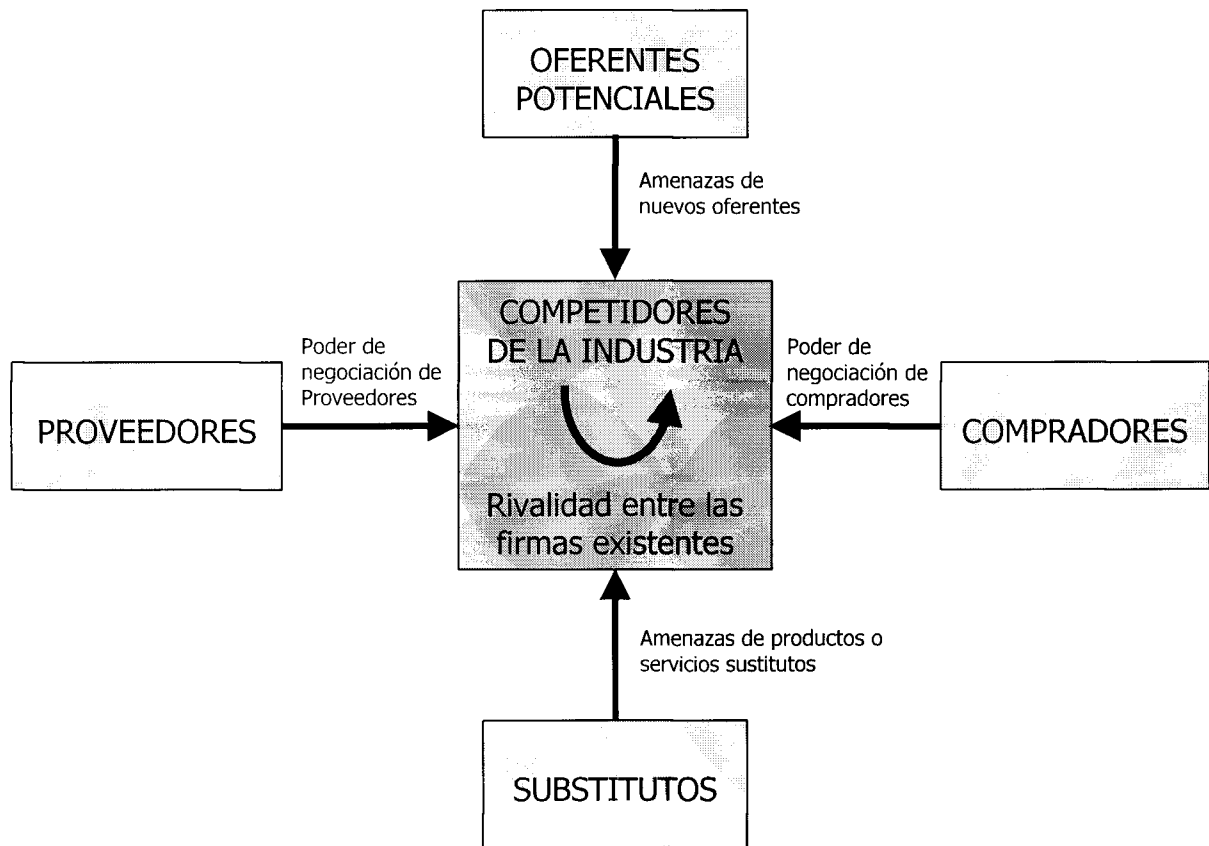 OFERENTES
POTENCIALES
Amenazas de
nuevos oferentes
COMPETIDORES
DE LA INDUSTRIA
Rivalidad entre las
firmas existentes
Poder de
negociación de
Proveedores
PROVEEDORES
Poder de
negociación de
compradores
COMPRADORES
Amenazas de productos o
servicios sustitutos
SUBSTITUTOS